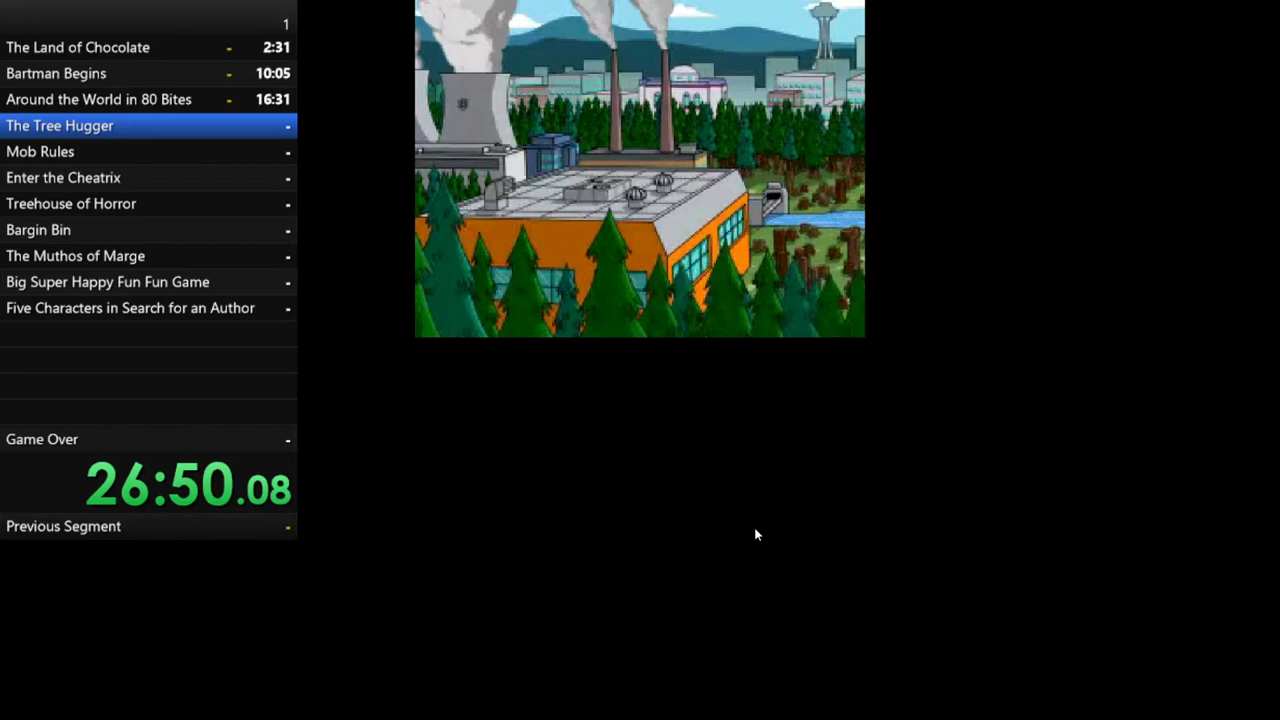 1
The Land of Chocolate - 2:31
Bartman Begins - 10:05
Around the World in 80 Bites - 16:31
The Tree Hugger -
Mob Rules -
Enter the Cheatrix -
Treehouse of Horror -
Bargin Bin -
The Muthos of Marge -
Big Super Happy Fun Fun Game -
Five Characters in Search for an Author -
Game Over -
26:50.08
Previous Segment -